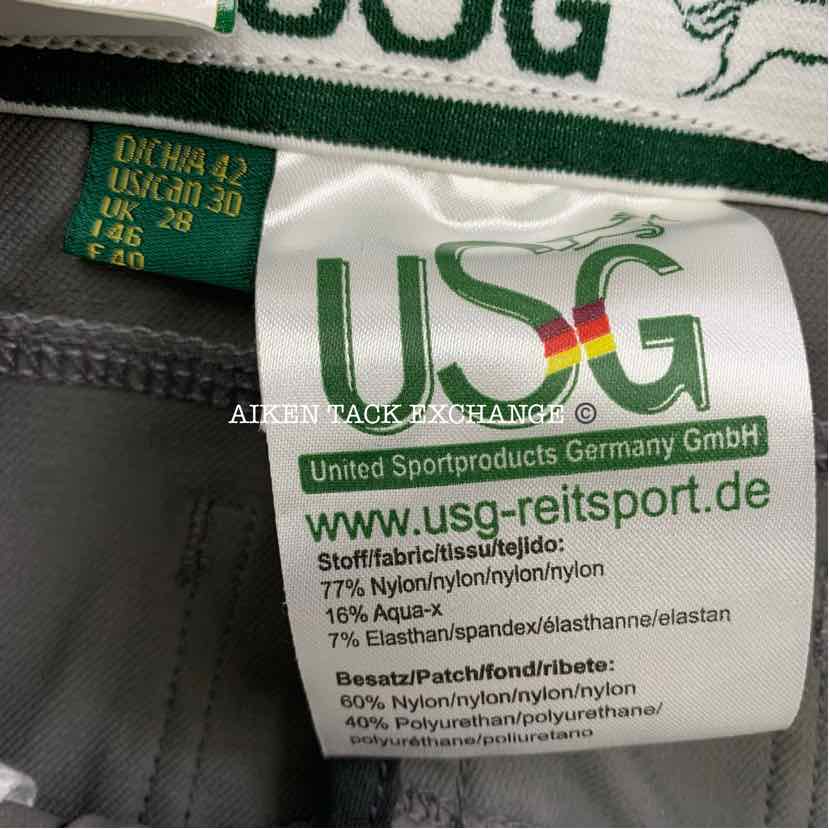 USG
D/CH/A 42
US/Can 30
UK 28
I 46
F 40
USG
AIKEN TACK EXCHANGE ©
United Sportproducts Germany GmbH
www.usg-reitsport.de
Stoff/fabric/tissu/tejido:
77% Nylon/nylon/nylon/nylon
16% Aqua-x
7% Elasthan/spandex/élasthanne/elastan
Besatz/Patch/fond/ribete:
60% Nylon/nylon/nylon/nylon
40% Polyurethan/polyurethane/
polyuréthane/poliuretano